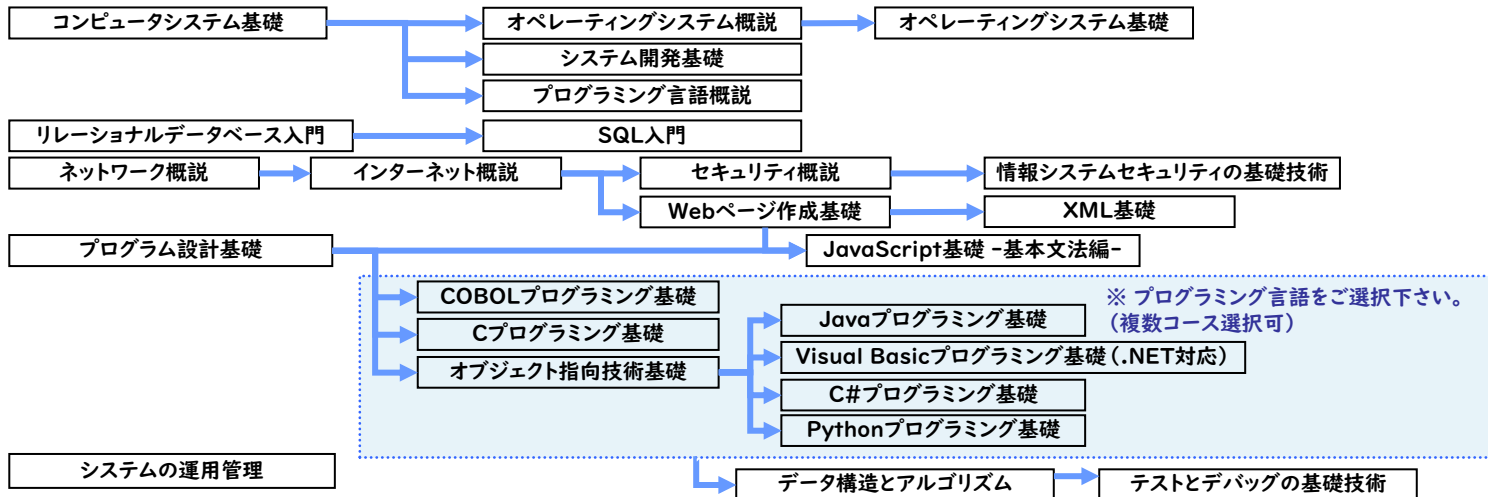 コンピュータシステム基礎
オペレーティングシステム概説
オペレーティングシステム基礎
システム開発基礎
プログラミング言語概説
リレーショナルデータベース入門
SQL入門
ネットワーク概説
インターネット概説
セキュリティ概説
情報システムセキュリティの基礎技術
Webページ作成基礎
XML基礎
プログラム設計基礎
JavaScript基礎 -基本文法編-
COBOLプログラミング基礎
Cプログラミング基礎
オブジェクト指向技術基礎
Javaプログラミング基礎
Visual Basicプログラミング基礎(.NET対応)
C#プログラミング基礎
Pythonプログラミング基礎
※ プログラミング言語をご選択下さい。
(複数コース選択可)
システムの運用管理
データ構造とアルゴリズム
テストとデバッグの基礎技術